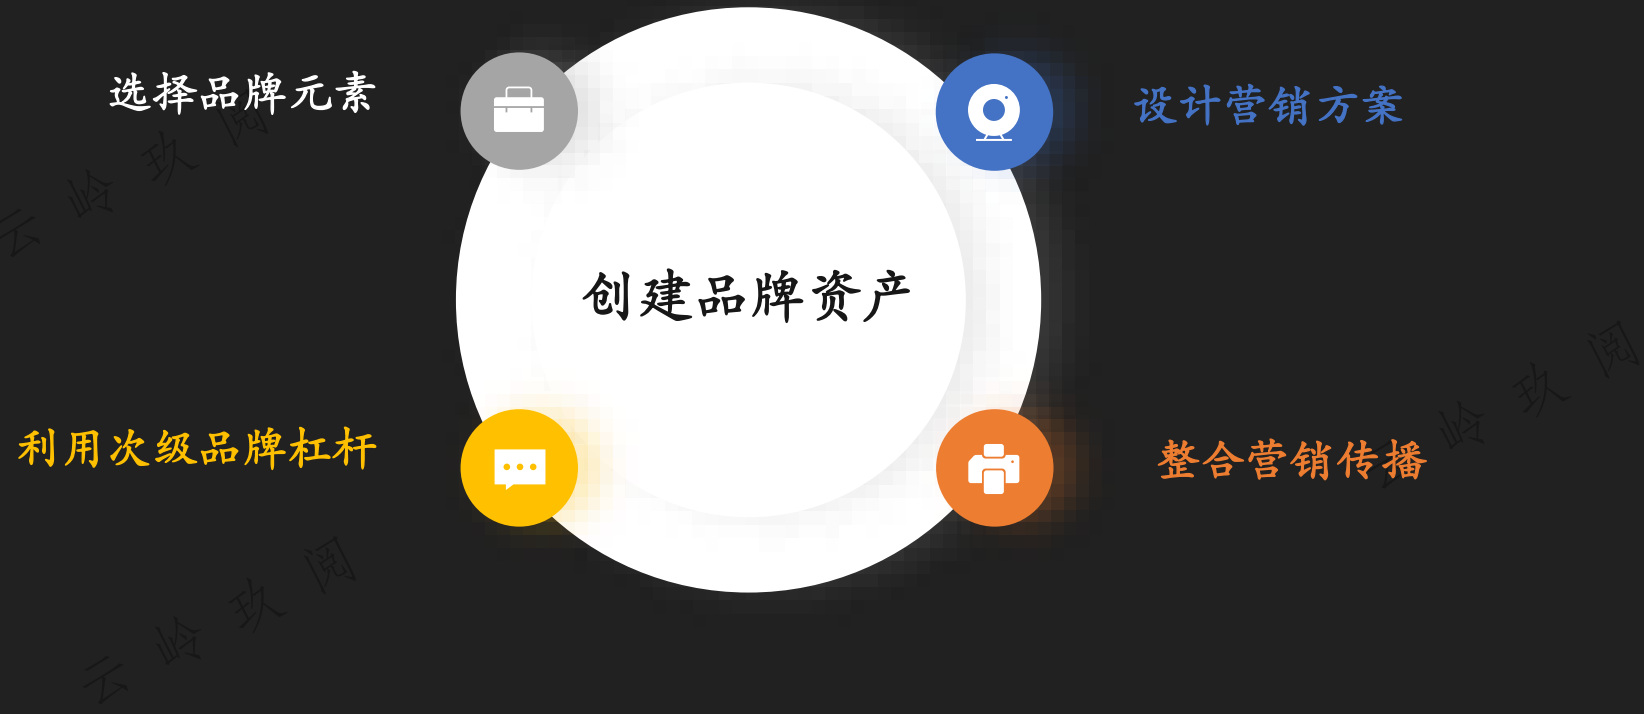 选择品牌元素
设计营销方案
创建品牌资产
利用次级品牌杠杆
整合营销传播
云岭玖阅
云岭玖阅
云岭玖阅